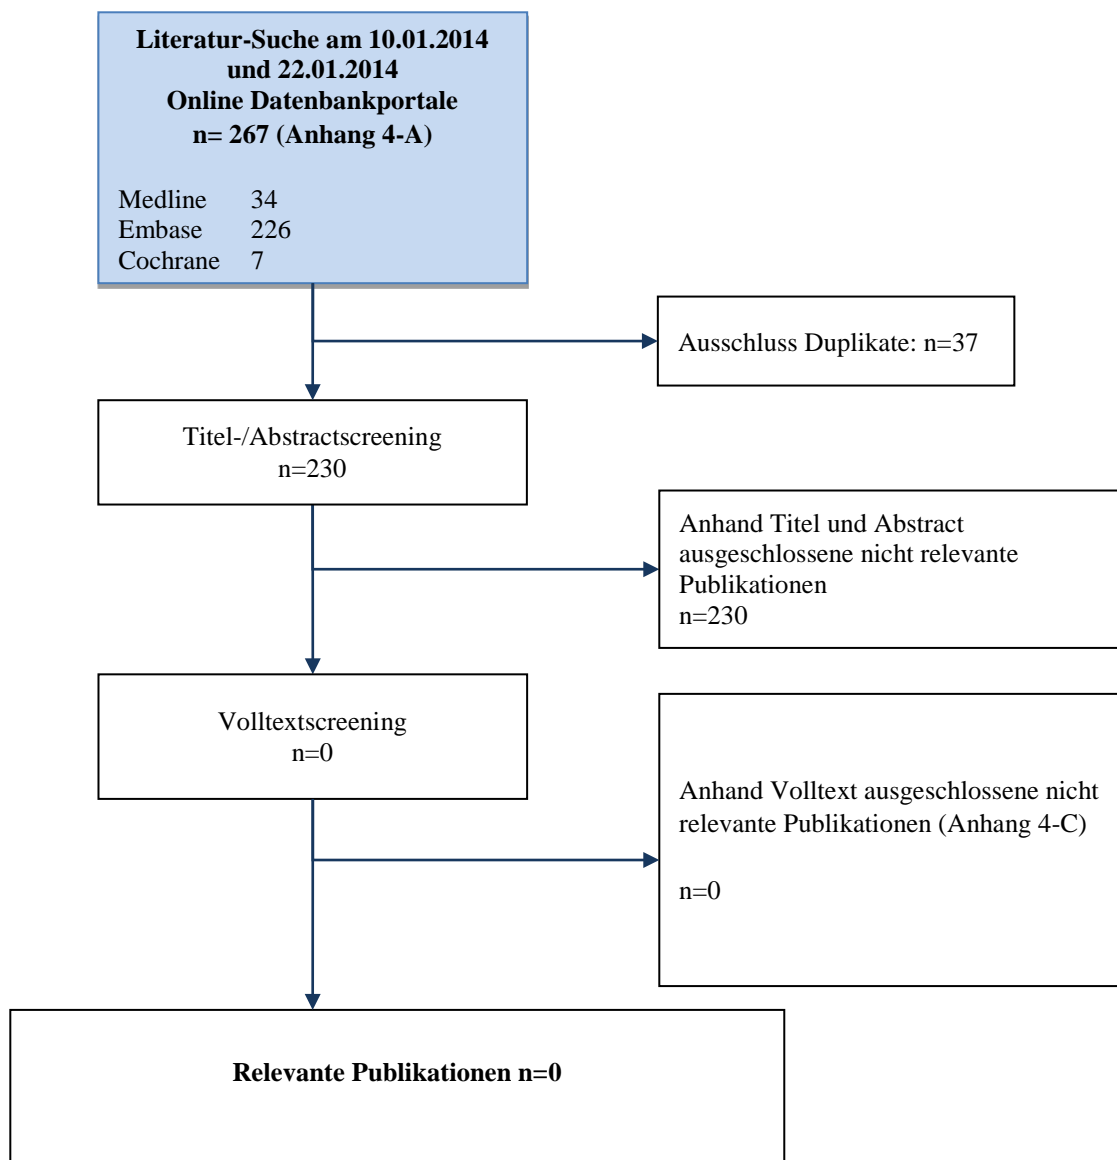 Literatur-Suche am 10.01.2014
und 22.01.2014
Online Datenbankportale
n= 267 (Anhang 4-A)
Medline 34
Embase 226
Cochrane 7
Ausschluss Duplikate: n=37
Titel-/Abstractscreening
n=230
Anhand Titel und Abstract
ausgeschlossene nicht relevante
Publikationen
n=230
Volltextscreening
n=0
Anhand Volltext ausgeschlossene nicht
relevante Publikationen (Anhang 4-C)
n=0
Relevante Publikationen n=0